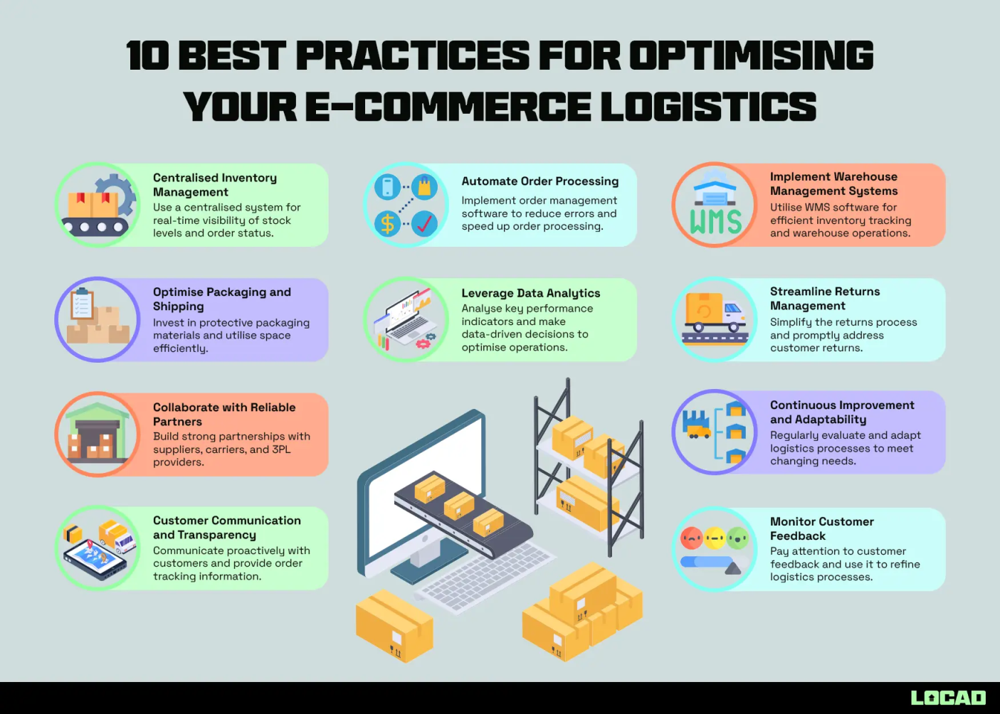 10 BEST PRACTICES FOR OPTIMISING
YOUR E-COMMERCE LOGISTICS
Centralised Inventory
Management
Use a centralised system for
real-time visibility of stock
levels and order status.
Automate Order Processing
Implement order management
software to reduce errors and
speed up order processing.
WMS
Implement Warehouse
Management Systems
Utilise WMS software for
efficient inventory tracking
and warehouse operations.
Optimise Packaging and
Shipping
Invest in protective packaging
materials and utilise space
efficiently.
Leverage Data Analytics
Analyse key performance
indicators and make
data-driven decisions to
optimise operations.
Streamline Returns
Management
Simplify the returns process
and promptly address
customer returns.
Collaborate with Reliable
Partners
Build strong partnerships with
suppliers, carriers, and 3PL
providers.
Continuous Improvement
and Adaptability
Regularly evaluate and adapt
logistics processes to meet
changing needs.
Customer Communication
and Transparency
Communicate proactively with
customers and provide order
tracking information.
Monitor Customer
Feedback
Pay attention to customer
feedback and use it to refine
logistics processes.
LOCAD